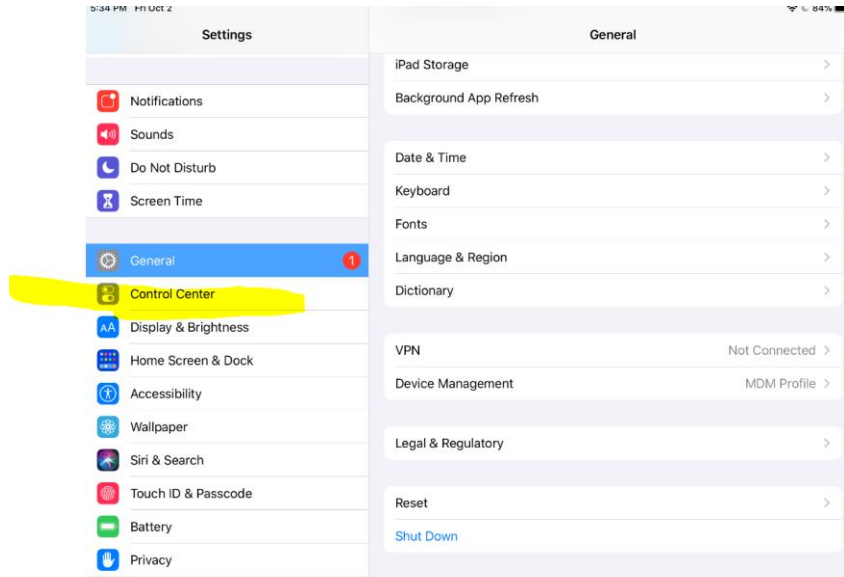 5:34 PM Fri Oct 2
84%
Settings
Notifications
Sounds
Do Not Disturb
Screen Time
General
1
Control Center
Display & Brightness
Home Screen & Dock
Accessibility
Wallpaper
Siri & Search
Touch ID & Passcode
Battery
Privacy
General
iPad Storage
Background App Refresh
Date & Time
Keyboard
Fonts
Language & Region
Dictionary
VPN Not Connected
Device Management MDM Profile
Legal & Regulatory
Reset
Shut Down